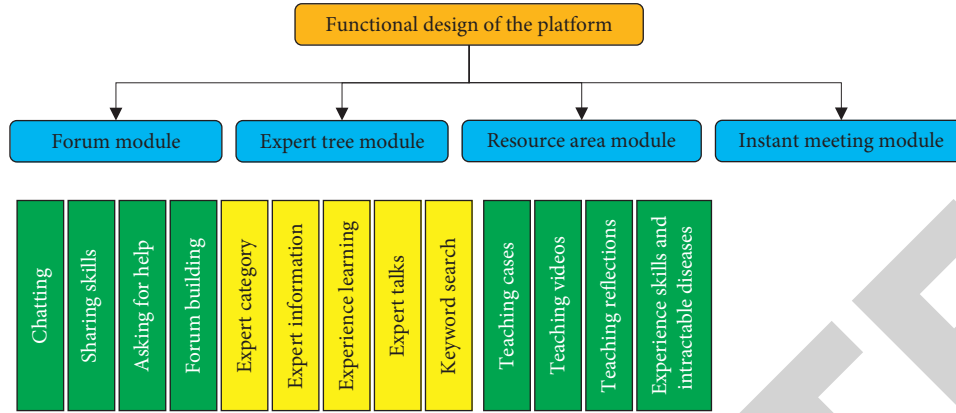 Functional design of the platform
Forum module
Expert tree module
Resource area module
Instant meeting module
Chatting
Sharing skills
Asking for help
Forum building
Expert category
Expert information
Experience learning
Expert talks
Keyword search
Teaching cases
Teaching videos
Teaching reflections
Experience skills and
intractable diseases